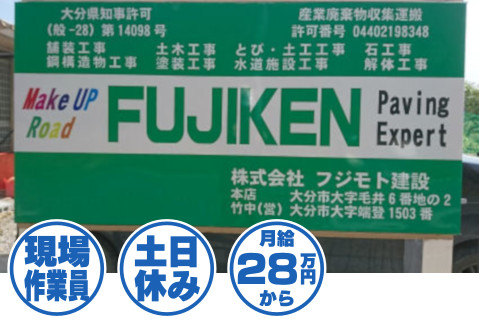 大分県知事許可
(般-28)第14098号
産業廃棄物収集運搬
許可番号 04402198348
舗装工事 土木工事 とび・土工工事 石工事
鋼構造物工事 塗装工事 水道施設工事 解体工事
Make UP
Road
FUJIKEN
Paving
Expert
株式会社 フジモト建設
本店 大分市大字毛井6番地の2
竹中(営) 大分市大字端登1503番
現場
作業員
土日
休み
月給
28万円
から